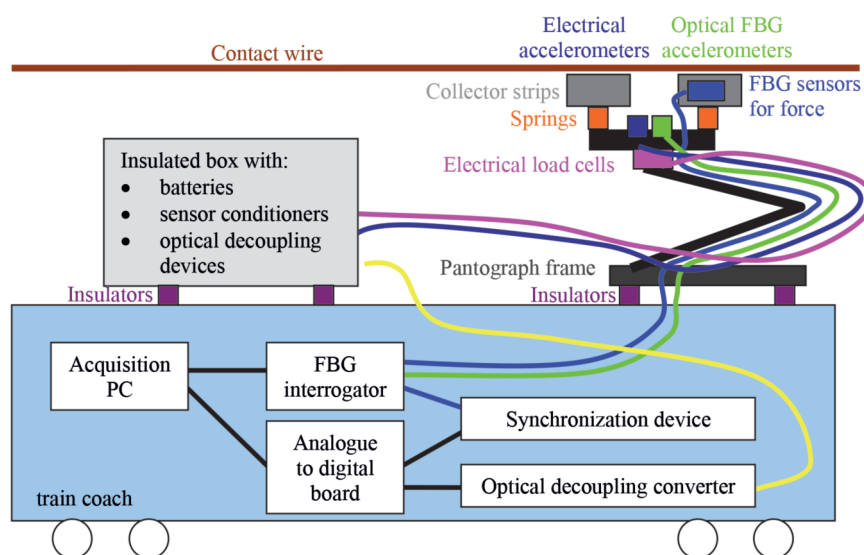 Electrical
accelerometers
Optical FBG
accelerometers
Contact wire
Collector strips
FBG sensors
for force
Springs
Insulated box with:
• batteries
• sensor conditioners
• optical decoupling
devices
Electrical load cells
Pantograph frame
Insulators
Insulators
Acquisition
PC
FBG
interrogator
Synchronization device
Analogue
to digital
board
Optical decoupling converter
train coach